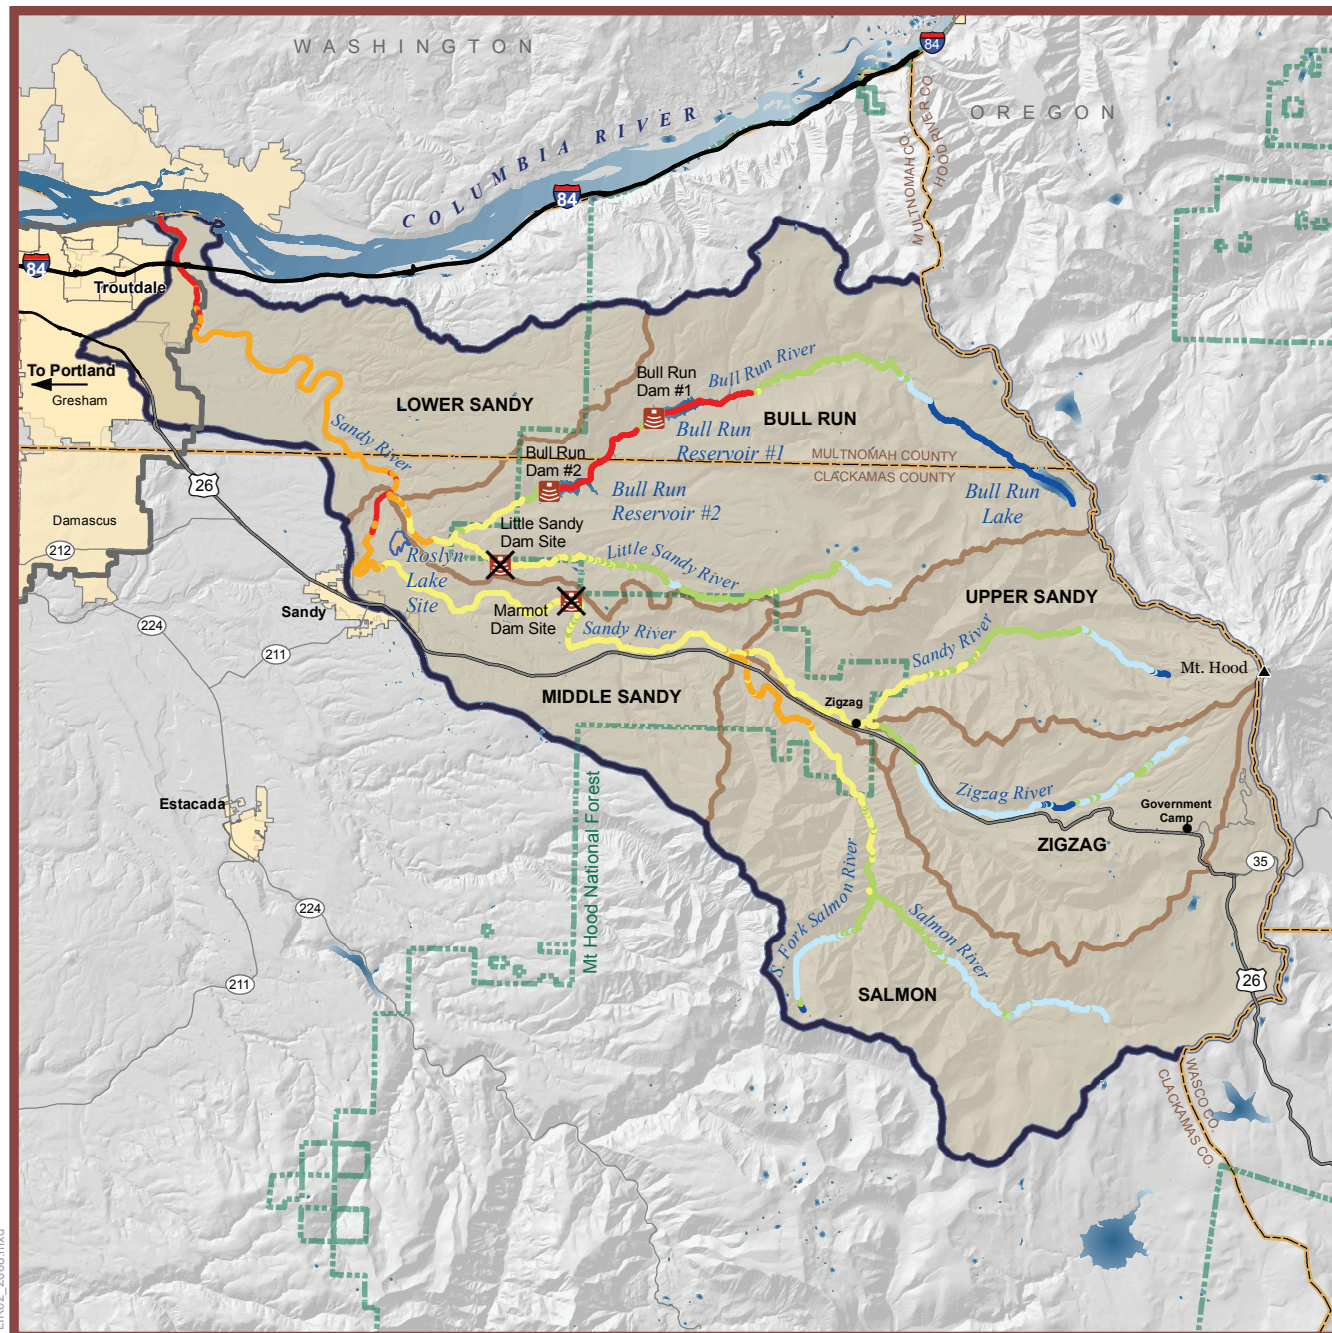 WASHINGTON
84
OREGON
COLUMBIA RIVER
MULTNOMAH CO.
HOOD RIVER CO.
84
84
Troutdale
To Portland
Gresham
Bull Run
Dam #1
Bull Run River
LOWER SANDY
BULL RUN
Sandy River
Bull Run
Reservoir #1
MULTNOMAH COUNTY
CLACKAMAS COUNTY
Bull Run
Dam #2
26
Bull Run
Reservoir #2
Bull Run
Lake
Damascus
212
Little Sandy
Dam Site
Little Sandy River
Roslyn
Lake
Site
UPPER SANDY
Sandy
Marmot
Dam Site
Sandy River
Sandy River
224
211
Mt. Hood
MIDDLE SANDY
Zigzag
Zigzag River
Government
Camp
Estacada
Mt Hood National Forest
ZIGZAG
35
S. Fork Salmon River
Salmon River
224
211
SALMON
26
WASCO CO.
CLACKAMAS CO.